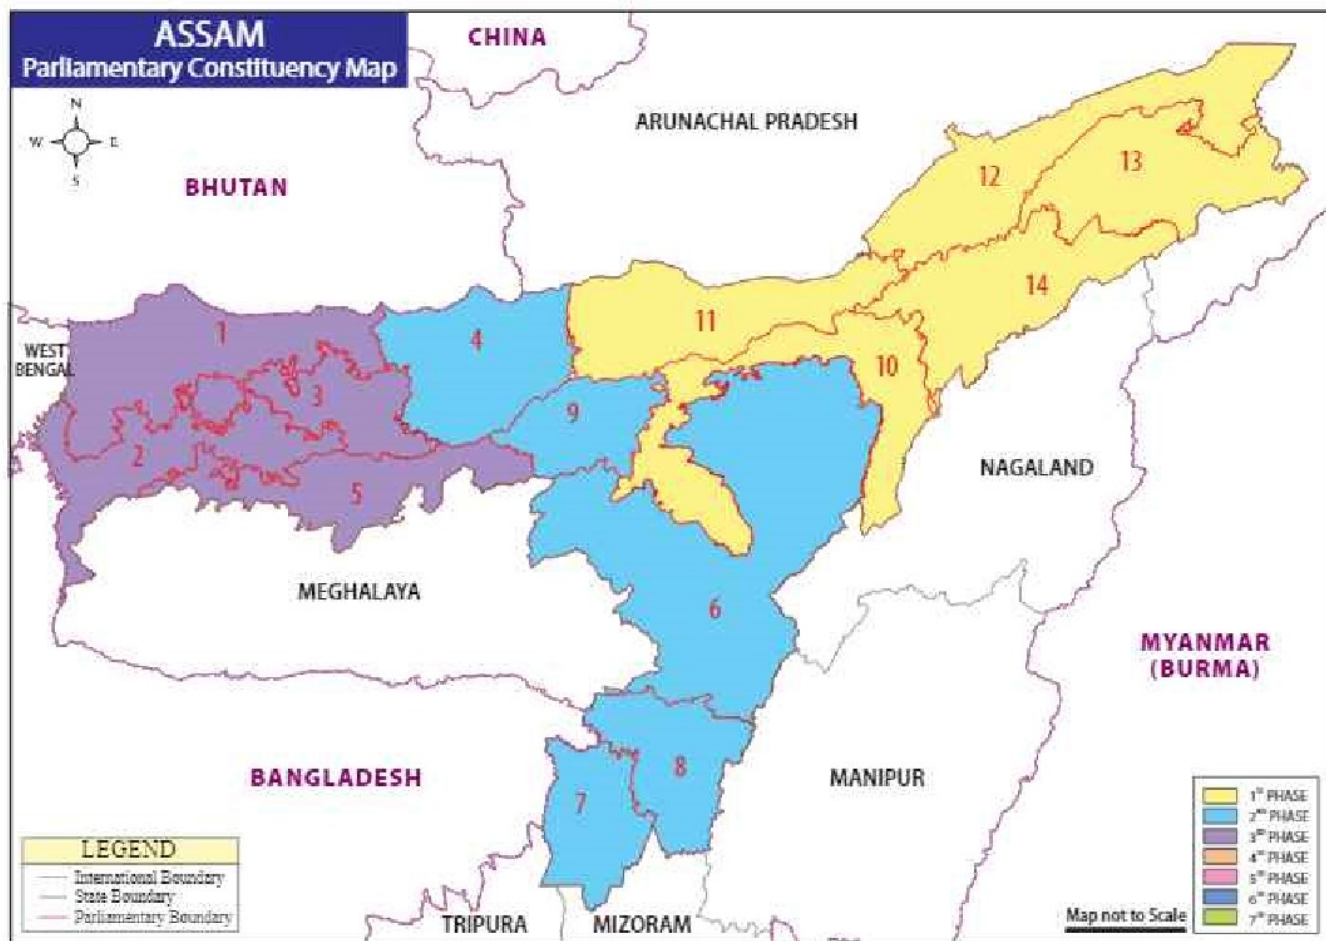 ASSAM
Parliamentary Constituency Map
CHINA
N
W E
S
ARUNACHAL PRADESH
BHUTAN
12
13
14
11
10
1
4
WEST
BENGAL
3
9
2
5
NAGALAND
MEGHALAYA
6
MYANMAR
(BURMA)
BANGLADESH
8
7
MANIPUR
1ST PHASE
2ND PHASE
3RD PHASE
4TH PHASE
5TH PHASE
6TH PHASE
7TH PHASE
LEGEND
International Boundary
State Boundary
Parliamentary Boundary
TRIPURA
MIZORAM
Map not to Scale